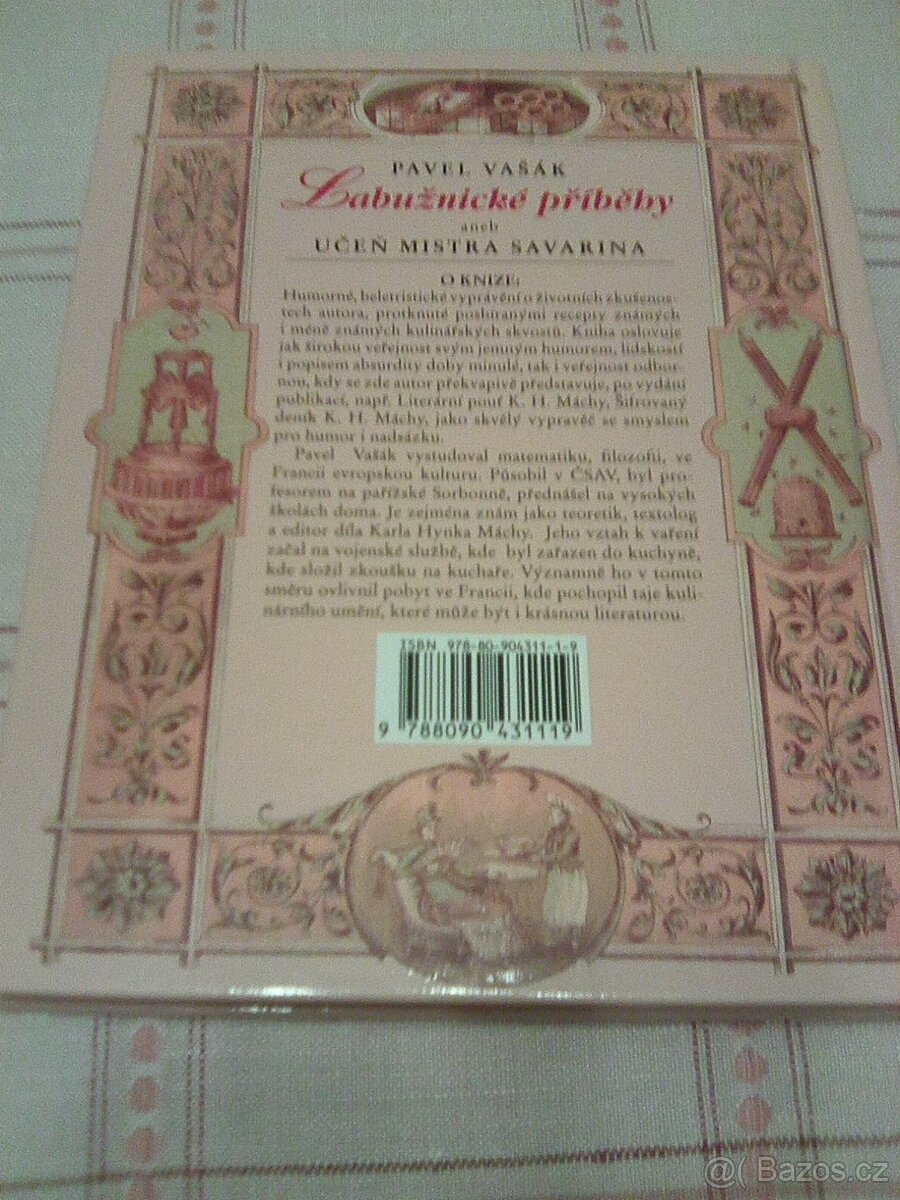 PAVEL VAŠÁK
Labužnické příběhy
aneb
UČEŇ MISTRA SAVARINA
O KNIZE:
Humorné, beletristické vyprávění o životních zkušenos-
tech autora, protknuté posbíranými recepty známých
i méně známých kulinářských skvostů. Kniha oslovuje
jak širokou veřejnost svým jemným humorem, lidskostí
i popisem absurdity doby minulé, tak i veřejnost odbor-
nou, kdy se zde autor překvapivě představuje, po vydání
publikací, např. Literární pouť K. H. Máchy, Šifrovaný
deník K. H. Máchy, jako skvělý vypravěč se smyslem
pro humor i nadsázku.
Pavel Vašák vystudoval matematiku, filozofii, ve
Francii evropskou kulturu. Působil v ČSAV, byl pro-
fesorem na pařížské Sorbonně, přednášel na vysokých
školách doma. Je zejména znám jako teoretik, textolog
a editor díla Karla Hynka Máchy. Jeho vztah k vaření
začal na vojenské službě, kde byl zařazen do kuchyně,
kde složil zkoušku na kuchaře. Významně ho v tomto
směru ovlivnil pobyt ve Francii, kde pochopil taje kuli-
nárního umění, které může být i krásnou literaturou.
ISBN 978-80-904311-1-9
9 788090 431119
@( Bazos.cz